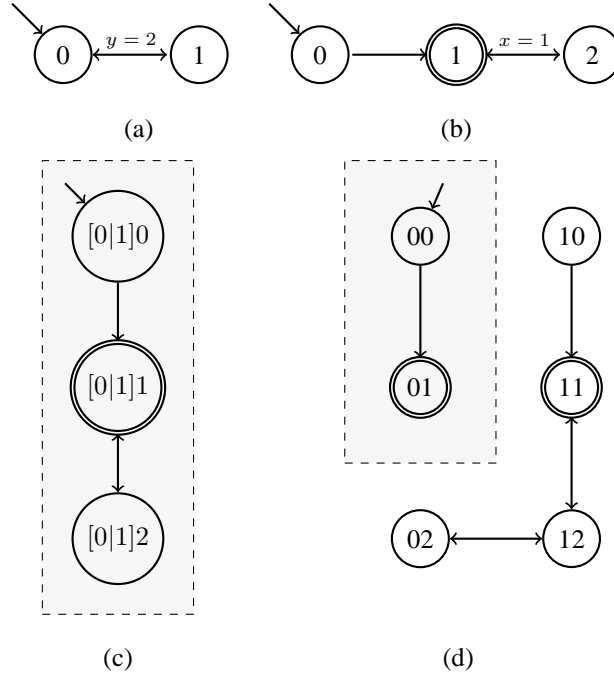 y = 2
0 1
x = 1
0 1 2
(a) (b)
[0|1]0 00 10
[0|1]1 01 11
[0|1]2 02 12
(c) (d)